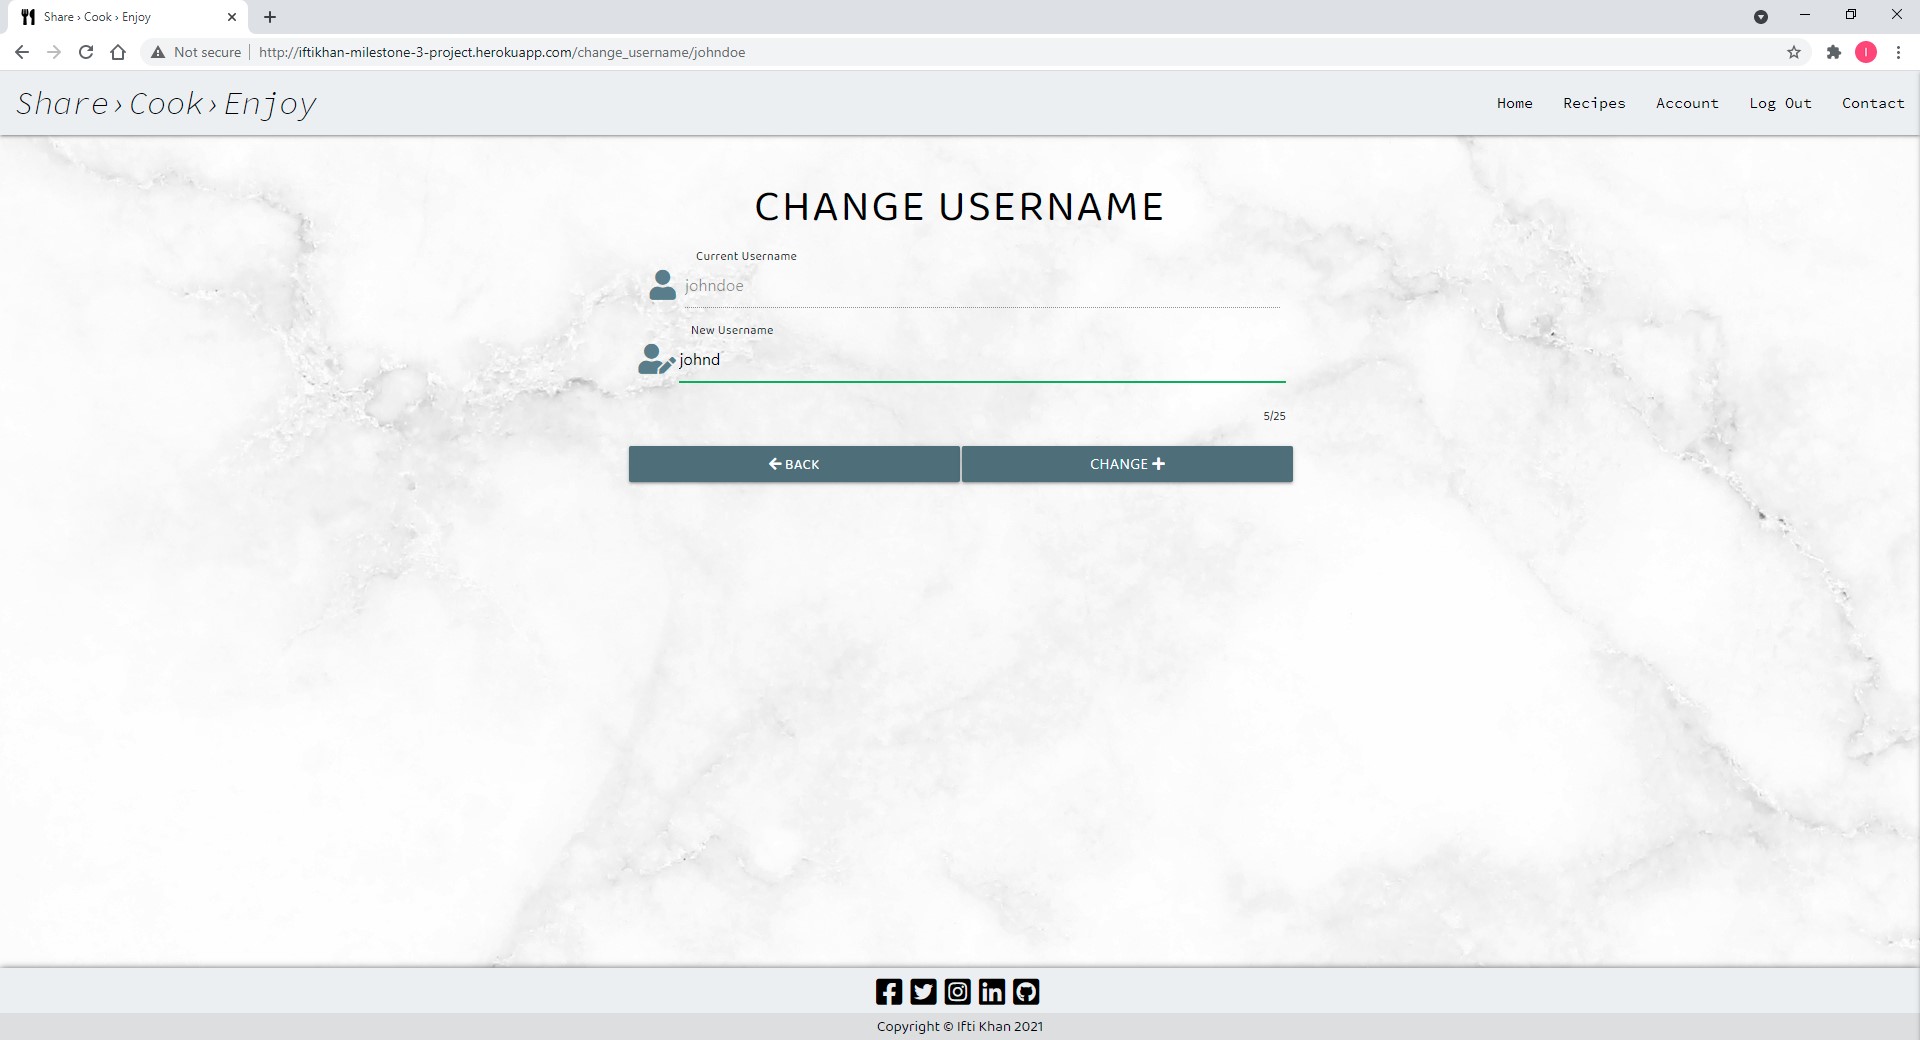 Share › Cook › Enjoy
Not secure
http://iftikhan-milestone-3-project.herokuapp.com/change_username/johndoe
I
Share›Cook›Enjoy
Home Recipes Account Log Out Contact
CHANGE USERNAME
Current Username
johndoe
New Username
johnd
5/25
BACK CHANGE
Copyright © Ifti Khan 2021